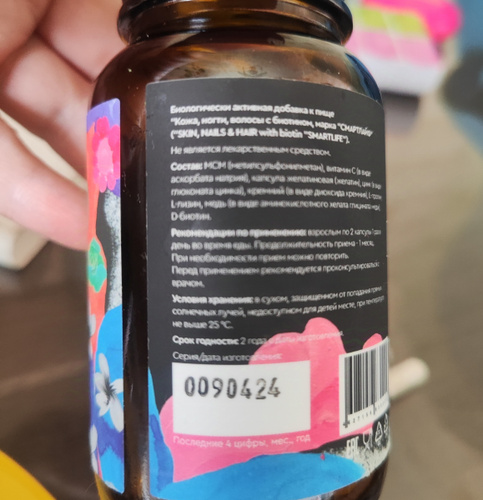 Биологически активная добавка к пище
"Кожа, ногти, волосы с биотином, марка "СМАРТЛАЙФ"
("SKIN, NAILS & HAIR with biotin "SMARTLIFE").
Не является лекарственным средством.
Состав: МСМ (метилсульфонилметан), витамин С (в виде
аскорбата натрия), капсула желатиновая (желатин), цинк (в виде
глюконата цинка), кремний (в виде диоксида кремния),
L-лизин, медь (в виде аминокислотного хелата глицината меди),
D-биотин.
Рекомендации по применению: взрослым по 2 капсулы 1 раз в
день во время еды. Продолжительность приема - 1 месяц.
При необходимости прием можно повторить.
Перед применением рекомендуется проконсультироваться с
врачом.
Условия хранения: в сухом, защищенном от попадания прямых
солнечных лучей, недоступном для детей месте, при температуре
не выше 25 °C.
Срок годности: 2 года с даты изготовления.
Серия/дата изготовления:
0090424
Последние 4 цифры, мес., год
EAC